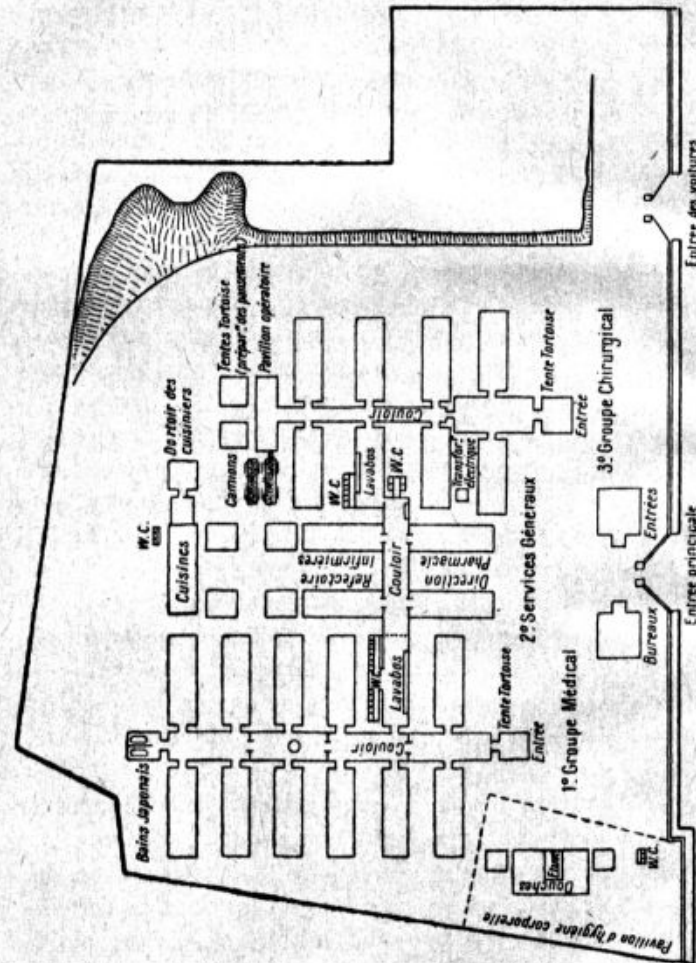 Bains Japonais
W.C.
Cuisines
Dortoir des
Cuisiniers
Camions
Tentes Tortoise
(prépar.on des pansements)
Pavillon opératoire
Couloir
W.C
Lavabos
W.C
Transfor.
électrique
Tente Tortoise
Entrée
3e Groupe Chirurgical
Réfectoire
Infirmières
Couloir
Direction
Pharmacie
2e Services Géneraux
W.C
Lavabos
Couloir
Tente Tortoise
Entrée
1e Groupe Médical
Pavillon d'hygiène corporelle
Douches
W.C.
Bureaux
Entrées
Entrée principale
Entrée des voitures